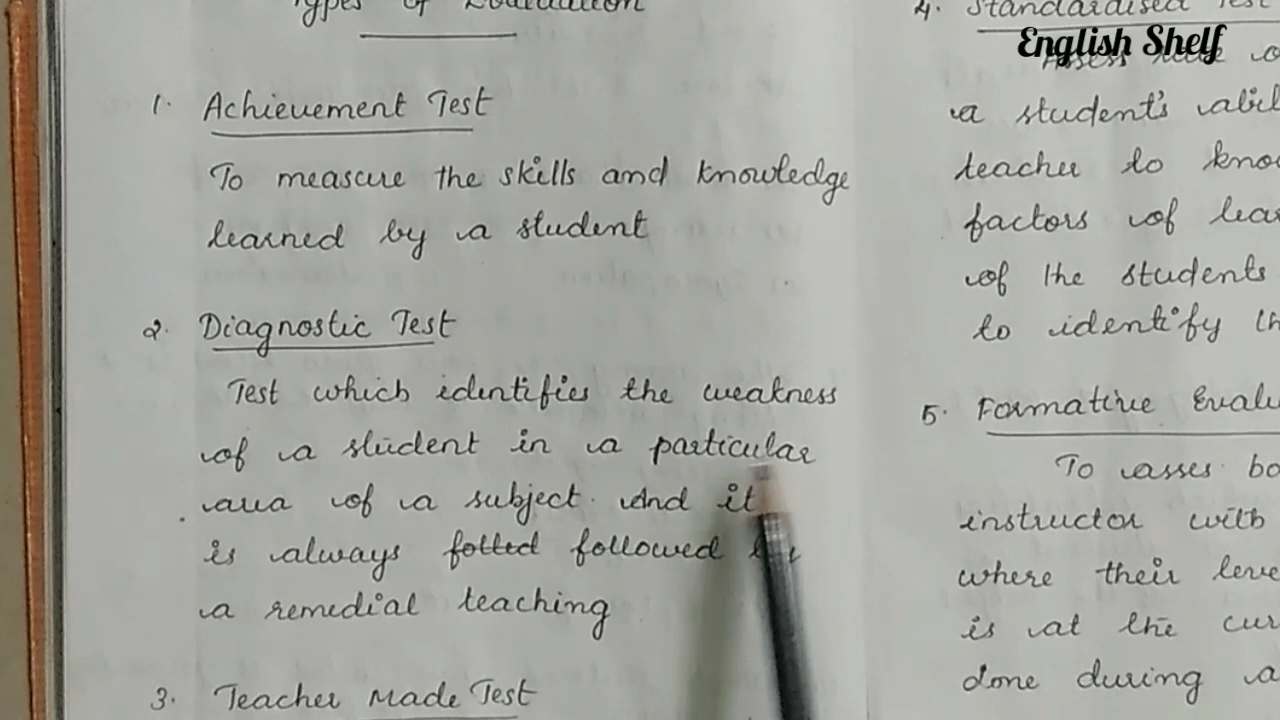 Types of Evaluation
1. Achievement Test
To measure the skills and knowledge
learned by a student
2. Diagnostic Test
Test which identifies the weakness
of a student in a particular
area of a subject. And it
is always followed
a remedial teaching
3. Teacher Made Test
4. Standardised Test
English Shelf
a student's
teacher to
factors of
of the students
to identify
5. Formative
To asses
instructor with
where their
is at the
done during a